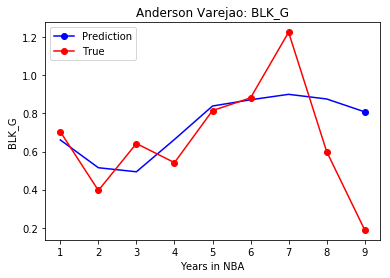 Anderson Varejao: BLK_G
Prediction
True
BLK_G
1.2
1.0
0.8
0.6
0.4
0.2
1 2 3 4 5 6 7 8 9
Years in NBA